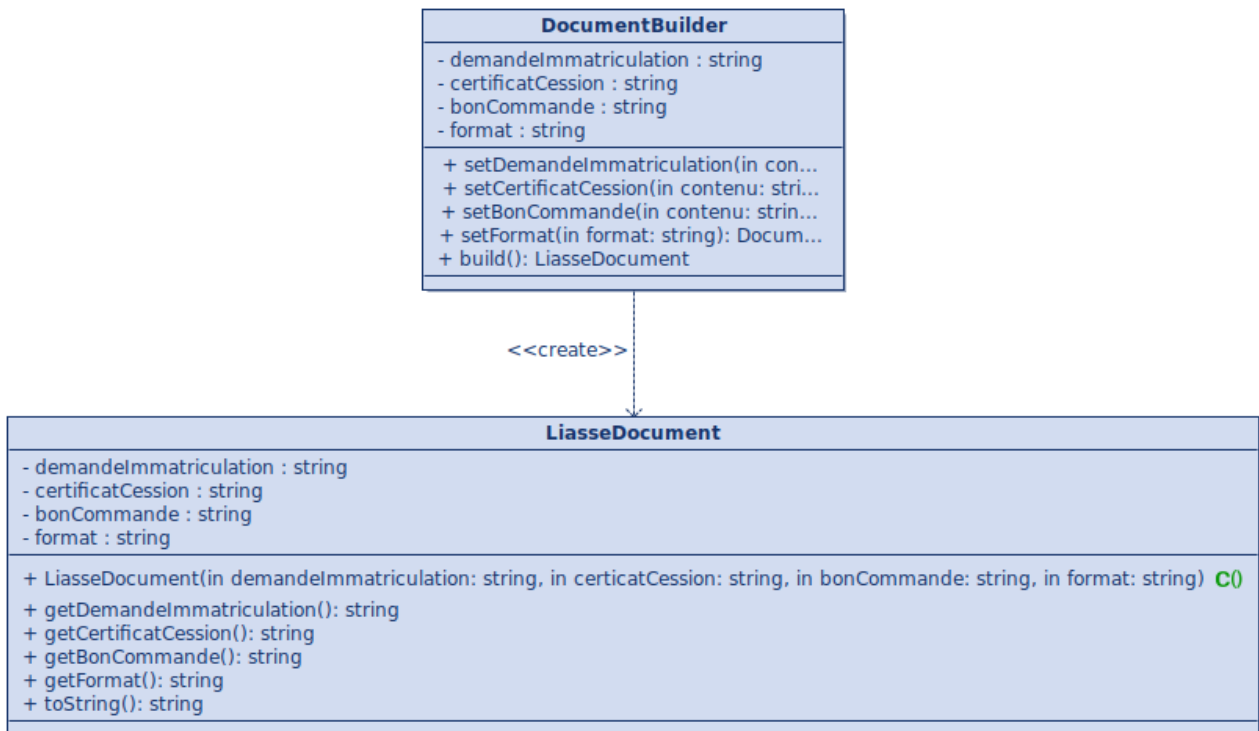 DocumentBuilder
- demandeImmatriculation : string
- certificatCession : string
- bonCommande : string
- format : string
+ setDemandeImmatriculation(in con...
+ setCertificatCession(in contenu: stri...
+ setBonCommande(in contenu: strin...
+ setFormat(in format: string): Docum...
+ build(): LiasseDocument
<<create>>
LiasseDocument
- demandeImmatriculation : string
- certificatCession : string
- bonCommande : string
- format : string
+ LiasseDocument(in demandeImmatriculation: string, in certicatCession: string, in bonCommande: string, in format: string) C()
+ getDemandeImmatriculation(): string
+ getCertificatCession(): string
+ getBonCommande(): string
+ getFormat(): string
+ toString(): string